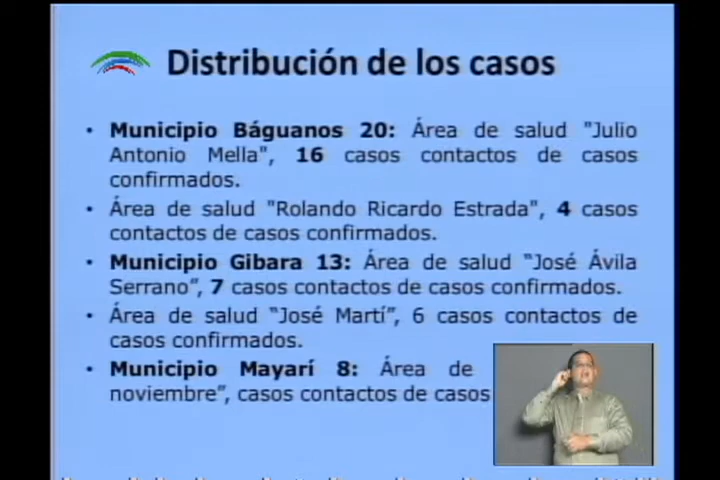 Distribución de los casos
• Municipio Báguanos 20: Área de salud "Julio
Antonio Mella", 16 casos contactos de casos
confirmados.
• Área de salud "Rolando Ricardo Estrada", 4 casos
contactos de casos confirmados.
• Municipio Gibara 13: Área de salud “José Ávila
Serrano”, 7 casos contactos de casos confirmados.
• Área de salud “José Martí”, 6 casos contactos de
casos confirmados.
• Municipio Mayarí 8: Área de
noviembre”, casos contactos de casos